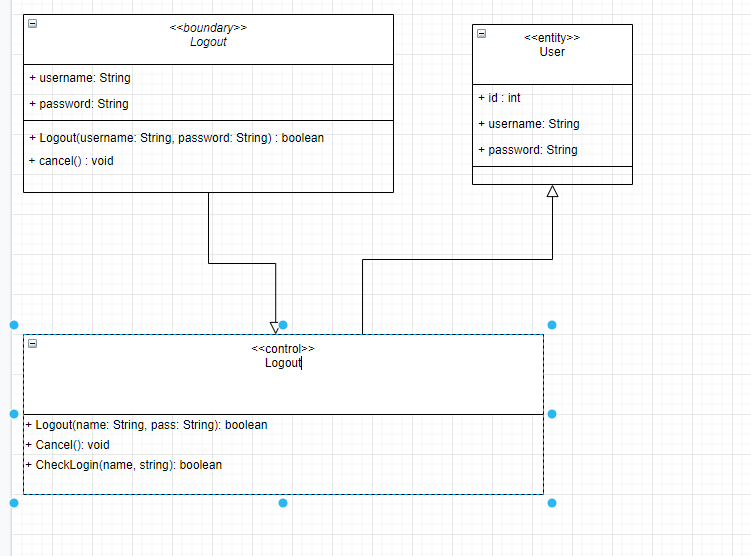 <<boundary>>
Logout
+ username: String
+ password: String
+ Logout(username: String, password: String) : boolean
+ cancel() : void
<<entity>>
User
+ id : int
+ username: String
+ password: String
<<control>>
Logout
+ Logout(name: String, pass: String): boolean
+ Cancel(): void
+ CheckLogin(name, string): boolean